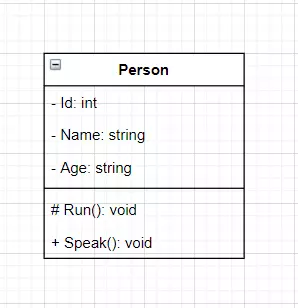 Person
- Id: int
- Name: string
- Age: string
# Run(): void
+ Speak(): void